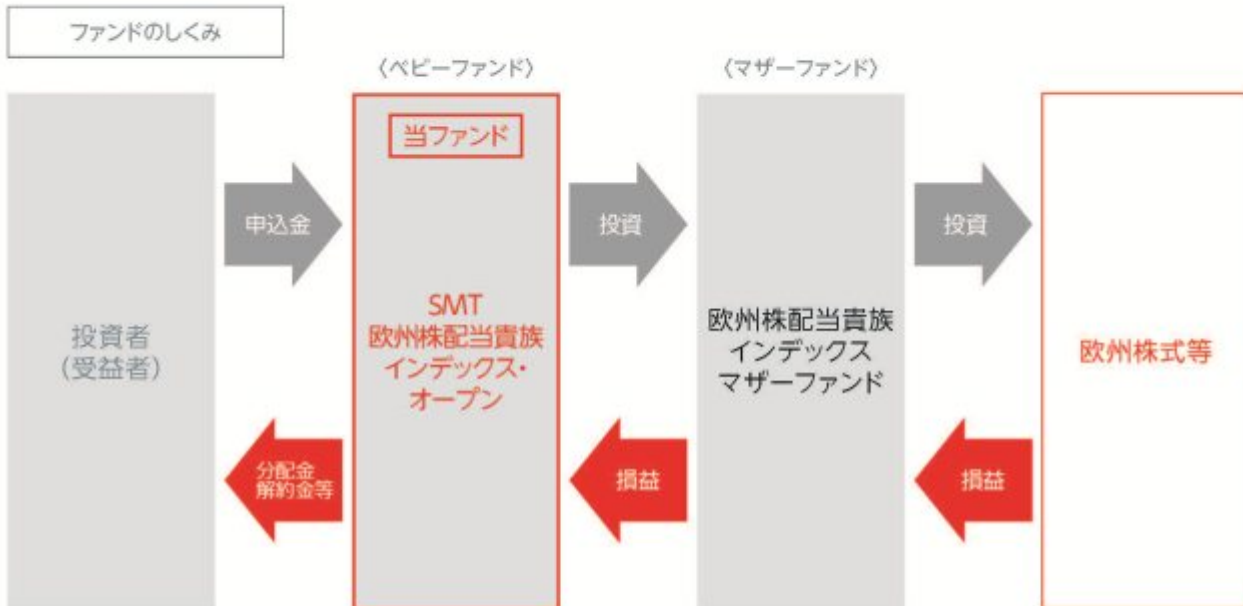 ファンドのしくみ
〈ベビーファンド〉
〈マザーファンド〉
当ファンド
申込金
投資
投資
投資者
(受益者)
SMT
欧州株配当貴族
インデックス・
オープン
欧州株配当貴族
インデックス
マザーファンド
欧州株式等
分配金
解約金等
損益
損益